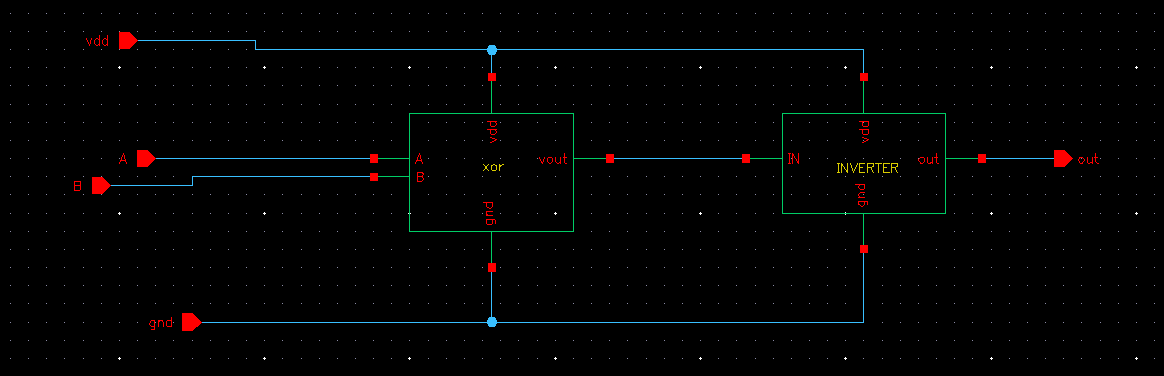 vdd
vdd
vdd
A
A
vout
IN
out
out
xor
INVERTER
B
B
gnd
gnd
gnd